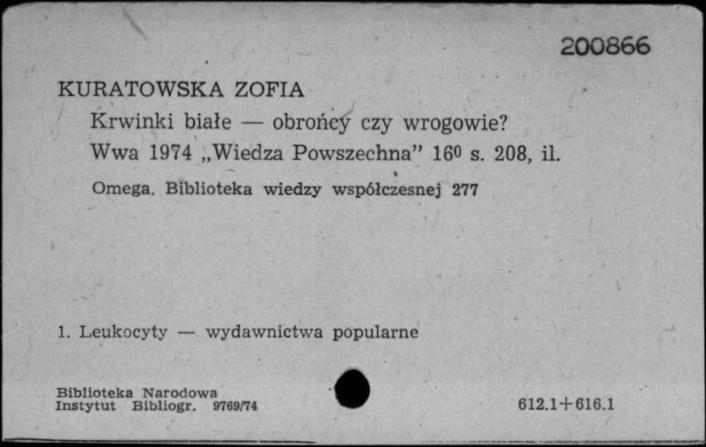 200866
KURATOWSKA ZOFIA
Krwinki białe — obrońcy czy wrogowie?
Wwa 1974 „Wiedza Powszechna” 16⁰ s. 208, il.
Omega. Biblioteka wiedzy współczesnej 277
1. Leukocyty — wydawnictwa popularne
Biblioteka Narodowa
Instytut Bibliogr. 9769/74
612.1+616.1